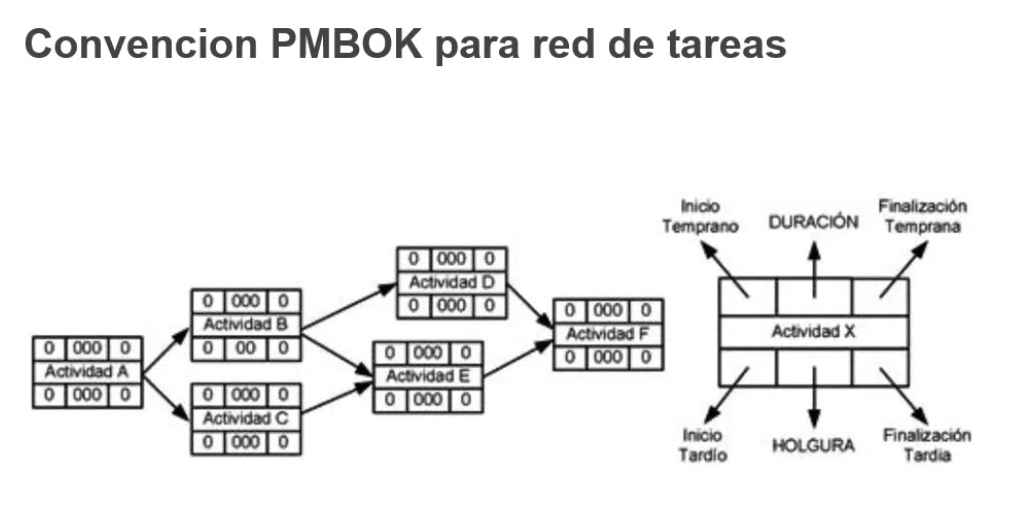 Convencion PMBOK para red de tareas
0 000 0
Actividad A
0 000 0
0 000 0
Actividad B
0 00 0
0 000 0
Actividad C
0 000 0
0 000 0
Actividad D
0 000 0
0 000 0
Actividad E
0 000 0
0 000 0
Actividad F
0 000 0
Inicio
Temprano
DURACIÓN
Finalización
Temprana
Actividad X
Inicio
Tardío
HOLGURA
Finalización
Tardia